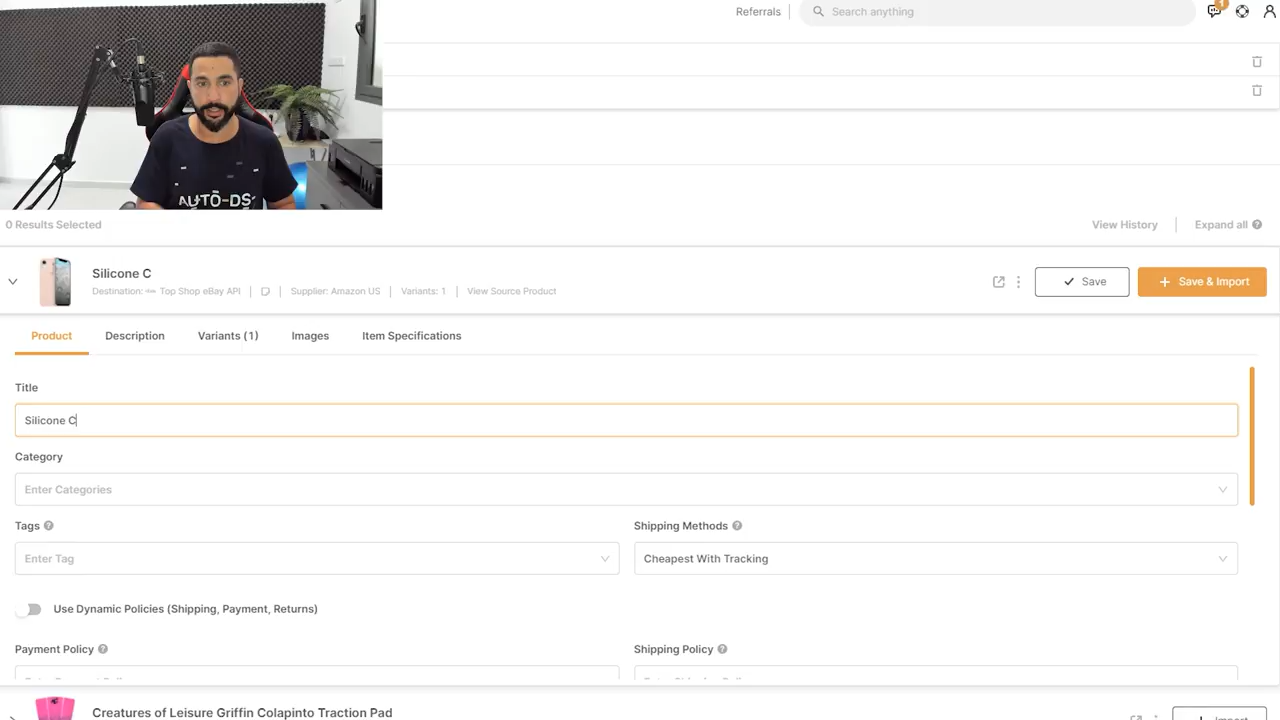 Referrals
Search anything
1
AUTO-DS
0 Results Selected
View History
Expand all
Silicone C
Destination: Top Shop eBay API
Supplier: Amazon US
Variants: 1
View Source Product
Save
Save & Import
Product
Description
Variants (1)
Images
Item Specifications
Title
Silicone C
Category
Enter Categories
Tags
Enter Tag
Shipping Methods
Cheapest With Tracking
Use Dynamic Policies (Shipping, Payment, Returns)
Payment Policy
Shipping Policy
Creatures of Leisure Griffin Colapinto Traction Pad
Import